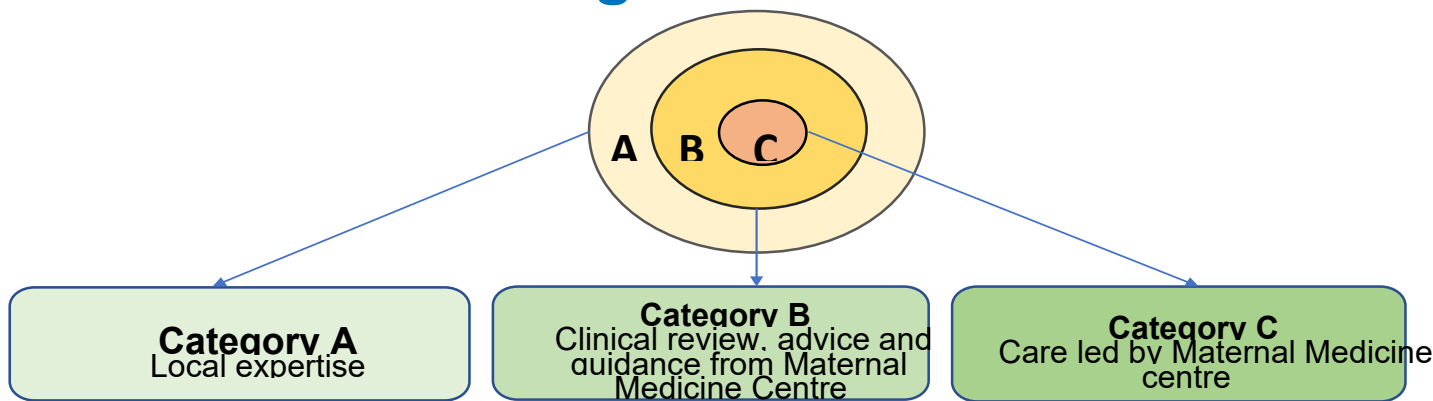 A B C
Category A
Local expertise
Category B
Clinical review, advice and
guidance from Maternal
Medicine Centre
Category C
Care led by Maternal Medicine
centre